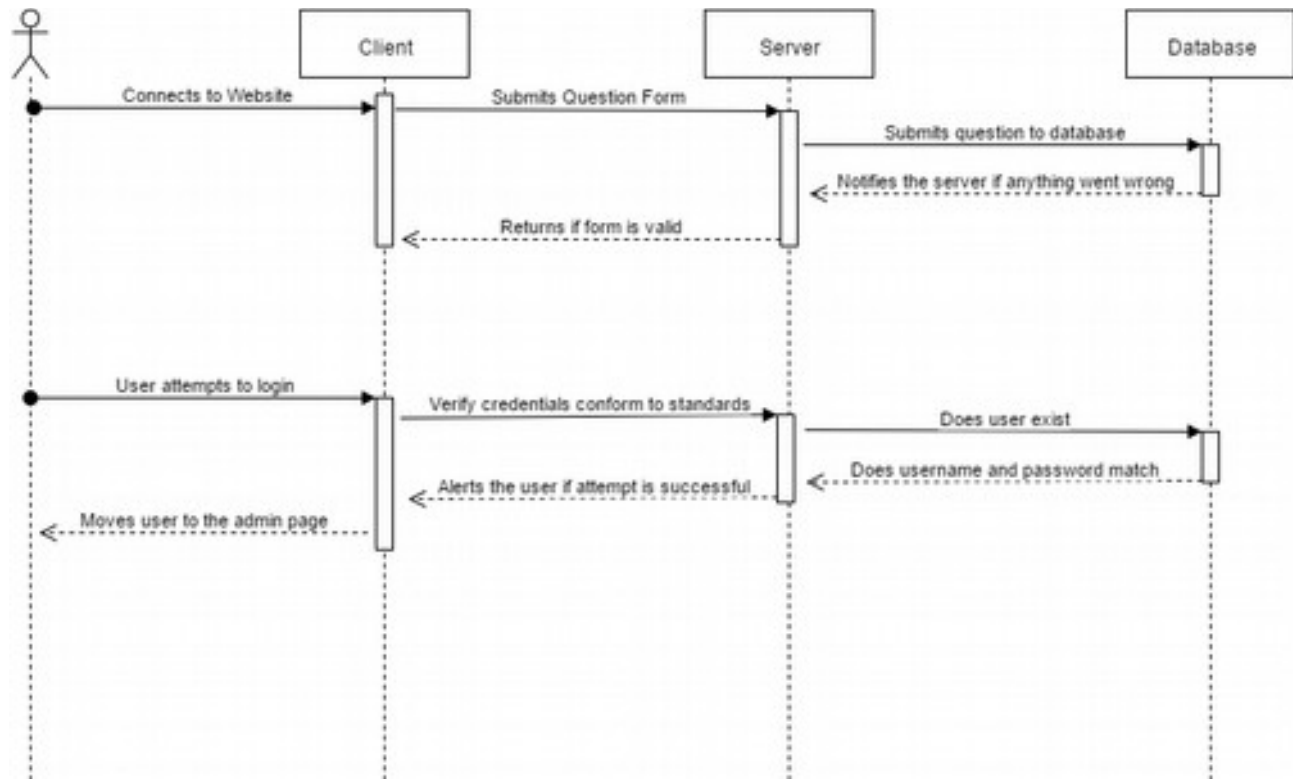 Client
Server
Database
Connects to Website
Submits Question Form
Submits question to database
Notifies the server if anything went wrong
Returns if form is valid
User attempts to login
Verify credentials conform to standards
Does user exist
Does username and password match
Alerts the user if attempt is successful
Moves user to the admin page